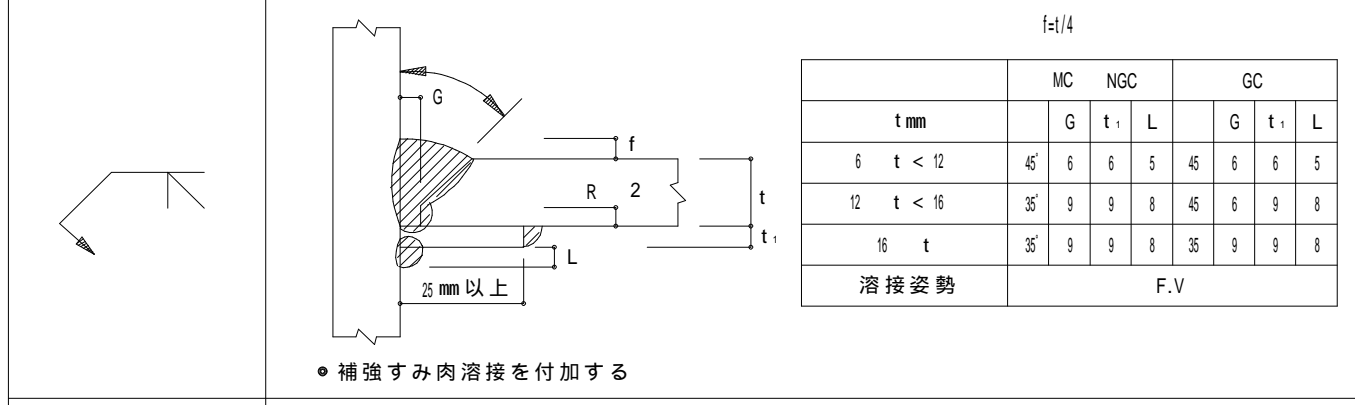 f=t/4
MC NGC GC
t mm G t₁ L G t₁ L
6 t < 12 45° 6 6 5 45 6 6 5
12 t < 16 35° 9 9 8 45 6 9 8
16 t 35° 9 9 8 35 9 9 8
溶接姿勢 F.V
G
f
R 2
t
t₁
L
25 mm以上
補強すみ肉溶接を付加する